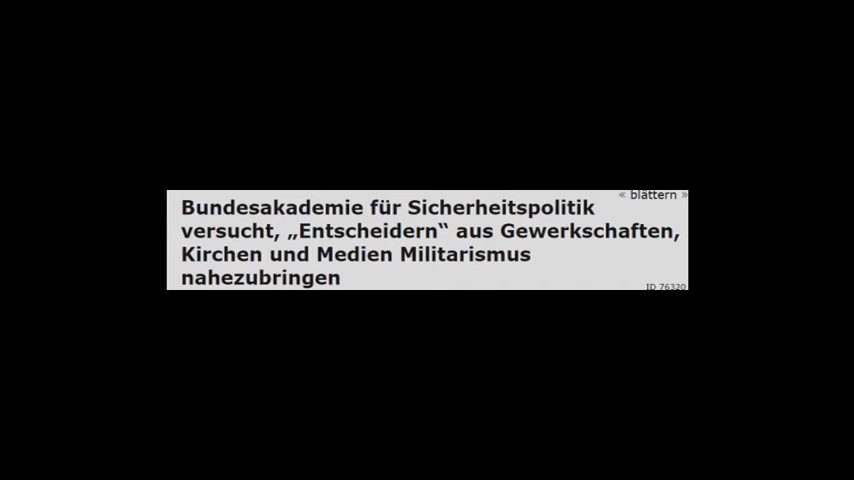 « blättern »
Bundesakademie für Sicherheitspolitik
versucht, „Entscheidern“ aus Gewerkschaften,
Kirchen und Medien Militarismus
nahezubringen
ID 76320